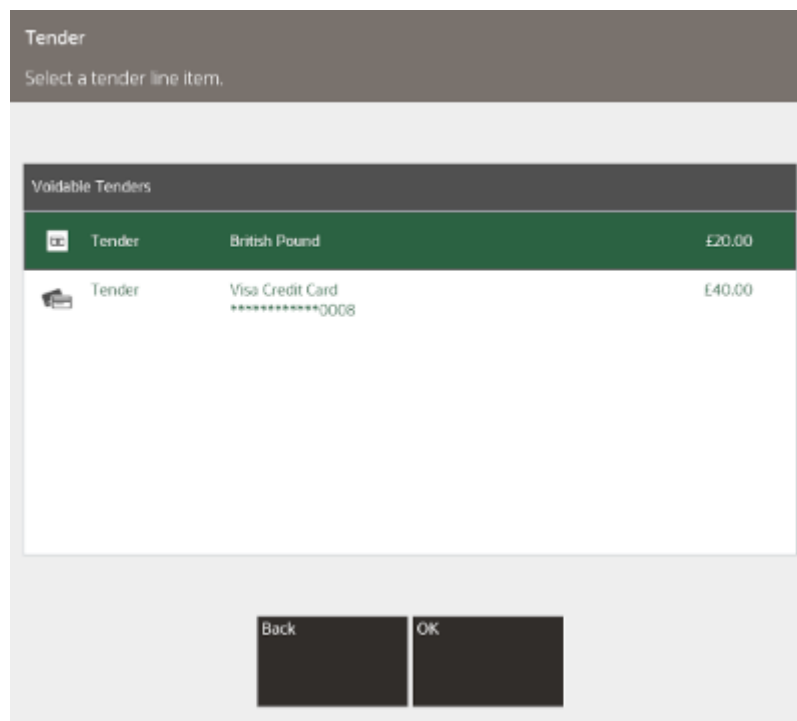 Tender
Select a tender line item.
Voidable Tenders
Tender British Pound £20.00
Tender Visa Credit Card £40.00
************0008
Back OK